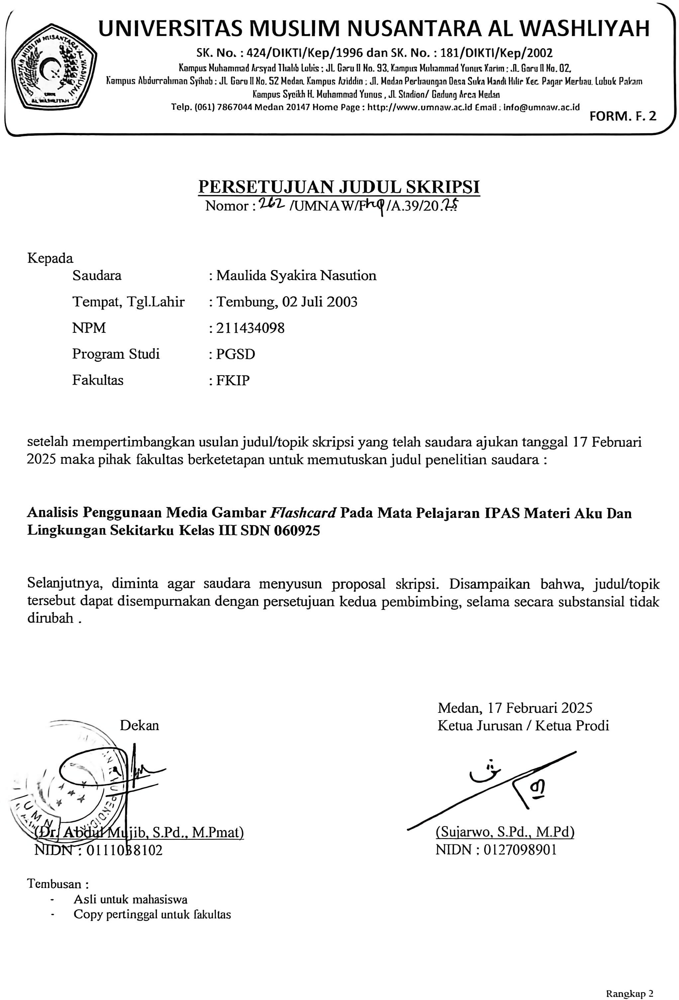 UNIVERSITAS MUSLIM NUSANTARA AL WASHLIYAH
SK. No. : 424/DIKTI/Kep/1996 dan SK. No. : 181/DIKTI/Kep/2002
Kampus Muhammad Arsyad Thalib Lubis : JL Garu II No. 93, Kampus Muhammad Yunus Karim : JL. Garu II No. 02,
Kampus Abdurrahman Syihab : JL Garu II No. 52 Medan, Kampus Aziddin : Jl. Medan Perbaungan Desa Suka Mandi Hilir Kec. Pagar Merbau. Lubuk Pakam
Kampus Syeikh H. Muhammad Yunus , JL Stadion/ Gedung Arca Medan
Telp. (061) 7867044 Medan 20147 Home Page : http://www.umnaw.ac.id Email : info@umnaw.ac.id
FORM. F. 2
PERSETUJUAN JUDUL SKRIPSI
Nomor : 262 /UMNAW/F /A.39/20.25
Kepada
Saudara : Maulida Syakira Nasution
Tempat, Tgl.Lahir : Tembung, 02 Juli 2003
NPM : 211434098
Program Studi : PGSD
Fakultas : FKIP
setelah mempertimbangkan usulan judul/topik skripsi yang telah saudara ajukan tanggal 17 Februari
2025 maka pihak fakultas berketetapan untuk memutuskan judul penelitian saudara :
Analisis Penggunaan Media Gambar Flashcard Pada Mata Pelajaran IPAS Materi Aku Dan
Lingkungan Sekitarku Kelas III SDN 060925
Selanjutnya, diminta agar saudara menyusun proposal skripsi. Disampaikan bahwa, judul/topik
tersebut dapat disempurnakan dengan persetujuan kedua pembimbing, selama secara substansial tidak
dirubah .
Medan, 17 Februari 2025
Dekan
Ketua Jurusan / Ketua Prodi
UMN
(Dr. Abdul Mujib, S.Pd., M.Pmat)
NIDN : 0111038102
(Sujarwo, S.Pd., M.Pd)
NIDN : 0127098901
Tembusan :
- Asli untuk mahasiswa
- Copy pertinggal untuk fakultas
Rangkap 2